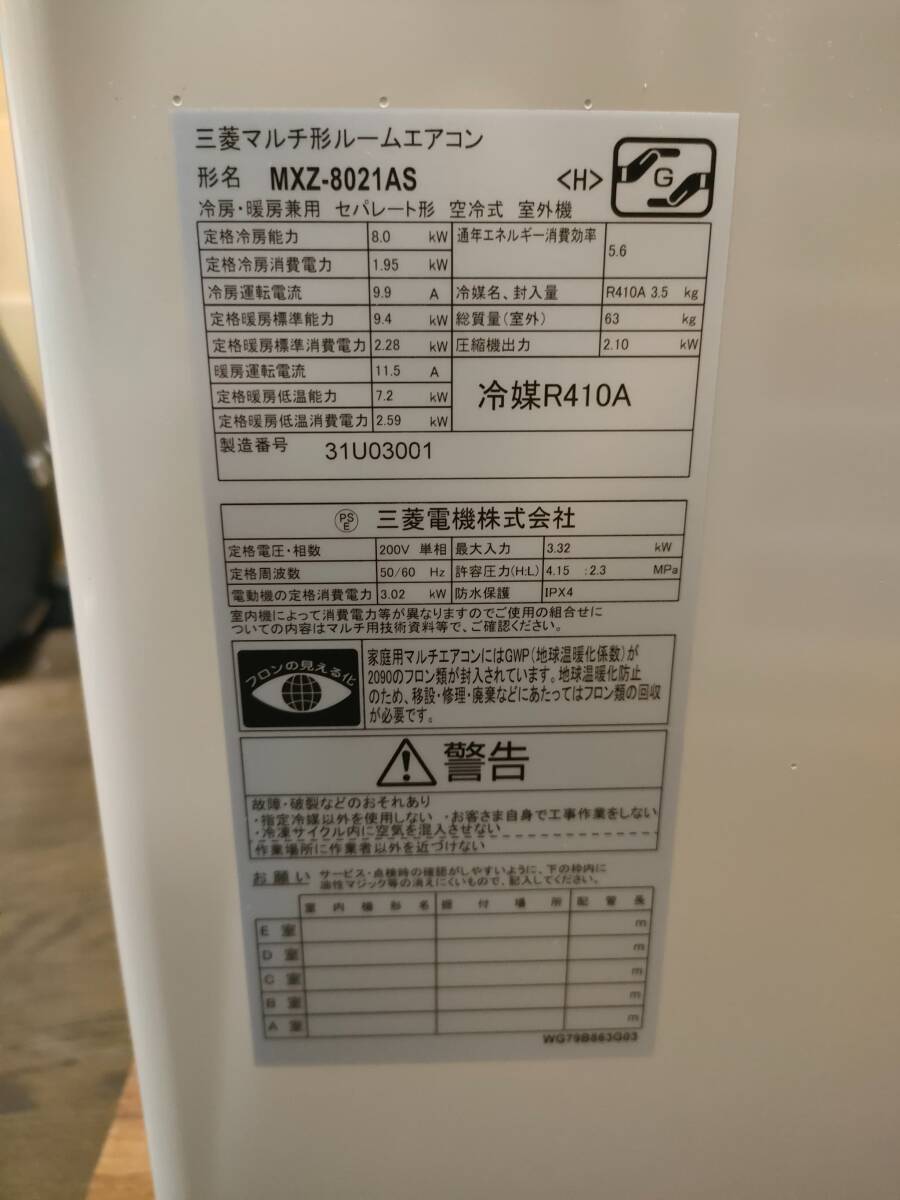 三菱マルチ形ルームエアコン
形名 MXZ-8021AS <H> G
冷房・暖房兼用 セパレート形 空冷式 室外機
定格冷房能力 8.0 kW 通年エネルギー消費効率 5.6
定格冷房消費電力 1.95 kW
冷房運転電流 9.9 A 冷媒名、封入量 R410A 3.5 kg
定格暖房標準能力 9.4 kW 総質量(室外) 63 kg
定格暖房標準消費電力 2.28 kW 圧縮機出力 2.10 kW
暖房運転電流 11.5 A
定格暖房低温能力 7.2 kW 冷媒R410A
定格暖房低温消費電力 2.59 kW
製造番号 31U03001
PSE 三菱電機株式会社
定格電圧・相数 200V 単相 最大入力 3.32 kW
定格周波数 50/60 Hz 許容圧力(H:L) 4.15 :2.3 MPa
電動機の定格消費電力 3.02 kW 防水保護 IPX4
室内機によって消費電力等が異なりますのでご使用の組合せに
ついての内容はマルチ用技術資料等で、ご確認ください。
フロンの見える化
家庭用マルチエアコンにはGWP(地球温暖化係数)が
2090のフロン類が封入されています。地球温暖化防止
のため、移設・修理・廃棄などにあたってはフロン類の回収
が必要です。
警告
故障・破裂などのおそれあり
・指定冷媒以外を使用しない ・お客さま自身で工事作業をしない
・冷凍サイクル内に空気を混入させない
作業場所に作業者以外を近づけない
お願い サービス・点検時の確認がしやすいように、下の枠内に
油性マジック等の消えにくいもので、記入してください。
室内機形名 据付場所 配管長
E 室 m
D 室 m
C 室 m
B 室 m
A 室 m
WG79B863G03